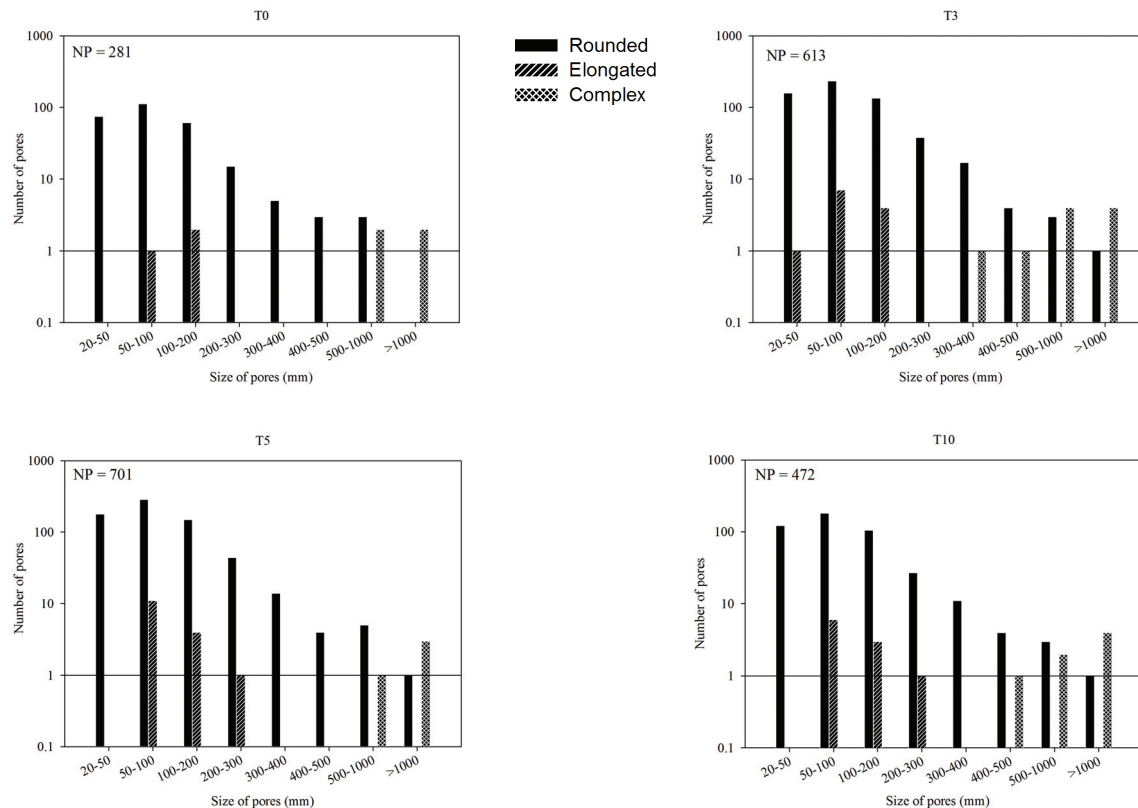 T0
NP = 281
1000
100
10
1
0.1
Number of pores
20-50
50-100
100-200
200-300
300-400
400-500
500-1000
>1000
Size of pores (mm)
Rounded
Elongated
Complex
T3
NP = 613
1000
100
10
1
0.1
Number of pores
20-50
50-100
100-200
200-300
300-400
400-500
500-1000
>1000
Size of pores (mm)
T5
NP = 701
1000
100
10
1
0.1
Number of pores
20-50
50-100
100-200
200-300
300-400
400-500
500-1000
>1000
Size of pores (mm)
T10
NP = 472
1000
100
10
1
0.1
Number of pores
20-50
50-100
100-200
200-300
300-400
400-500
500-1000
>1000
Size of pores (mm)